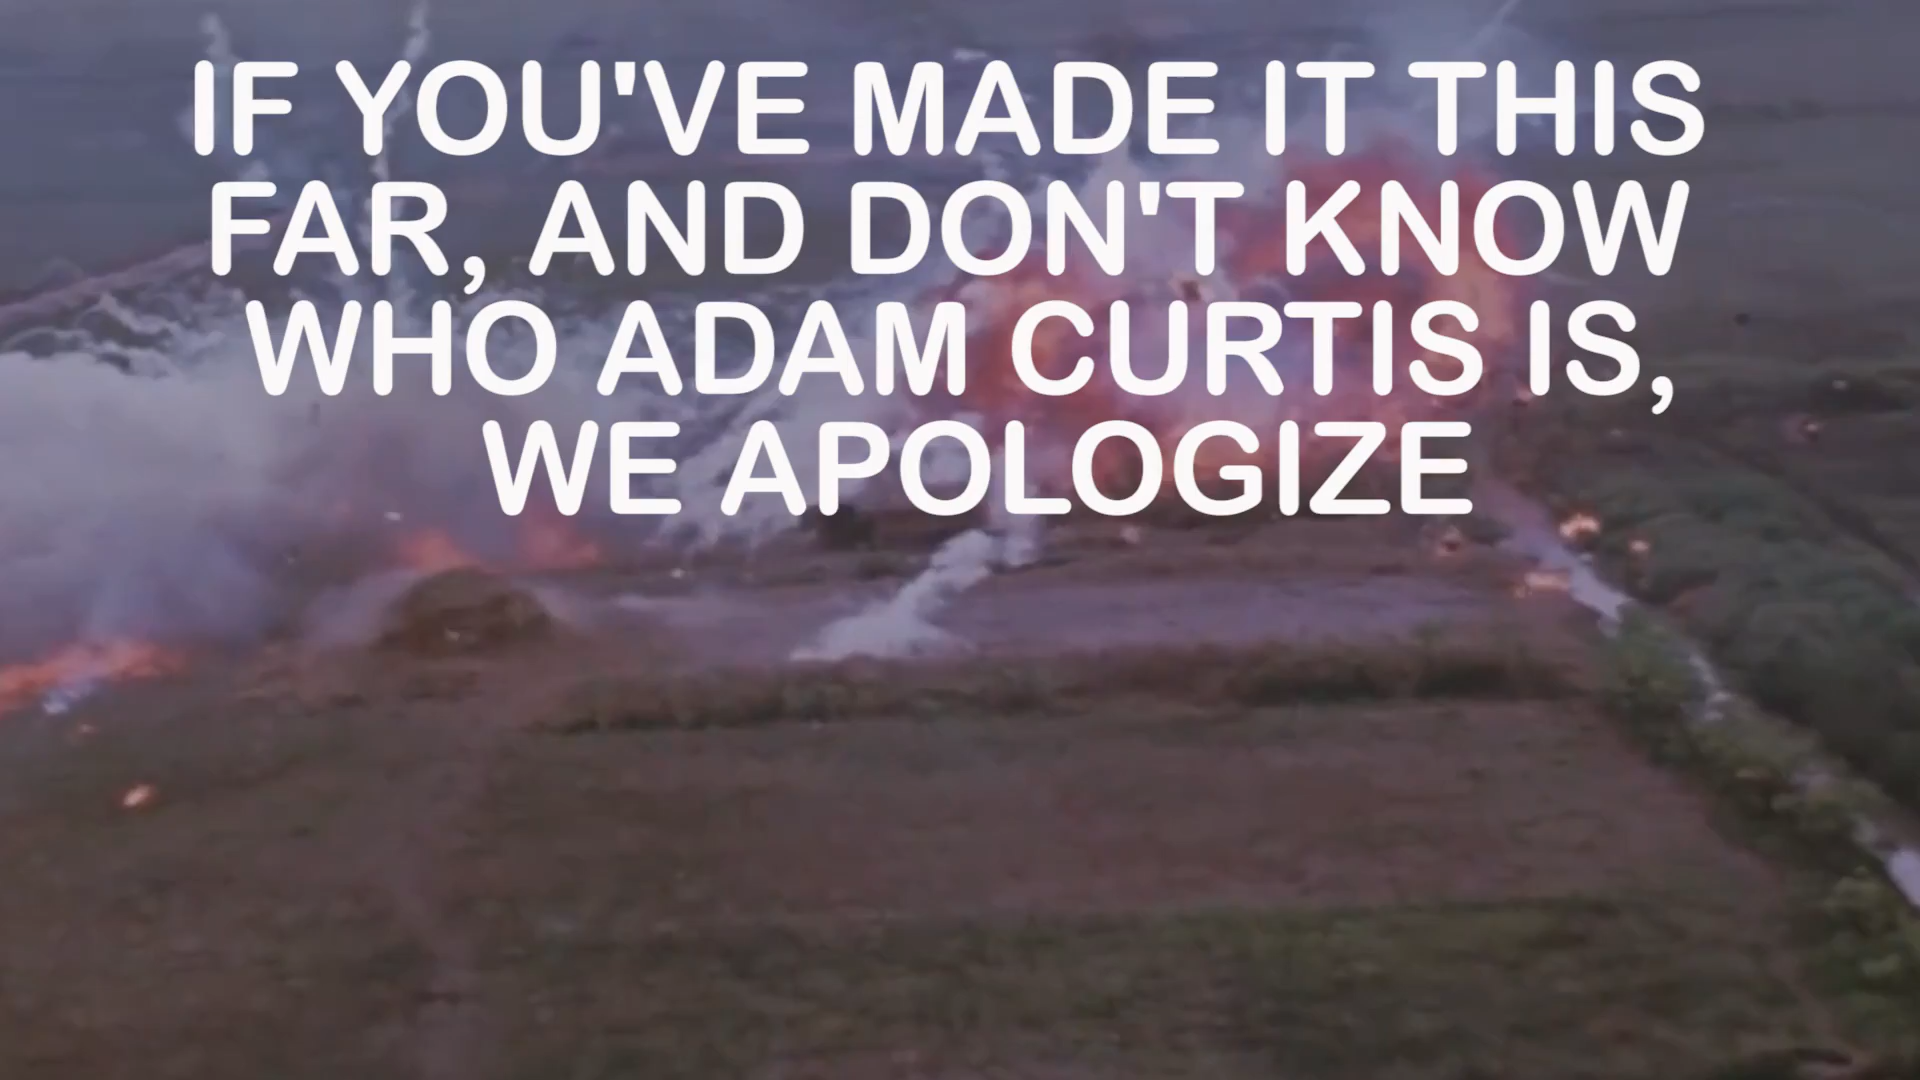 IF YOU'VE MADE IT THIS
FAR, AND DON'T KNOW
WHO ADAM CURTIS IS,
WE APOLOGIZE